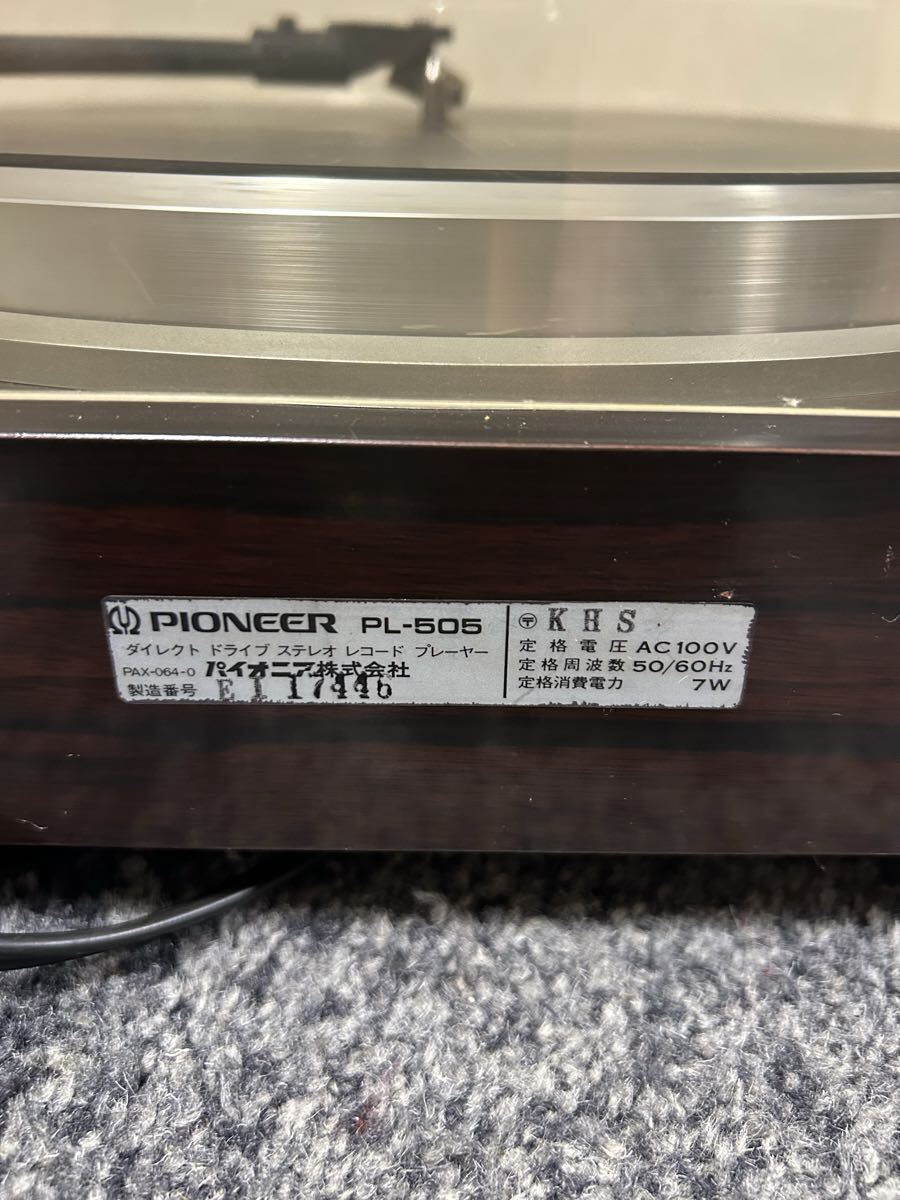 PIONEER PL-505
ダイレクト ドライブ ステレオ レコード プレーヤー
PAX-064-0 パイオニア株式会社
製造番号 EI17446
〒 KHS
定格電圧 AC100V
定格周波数 50/60Hz
定格消費電力 7W